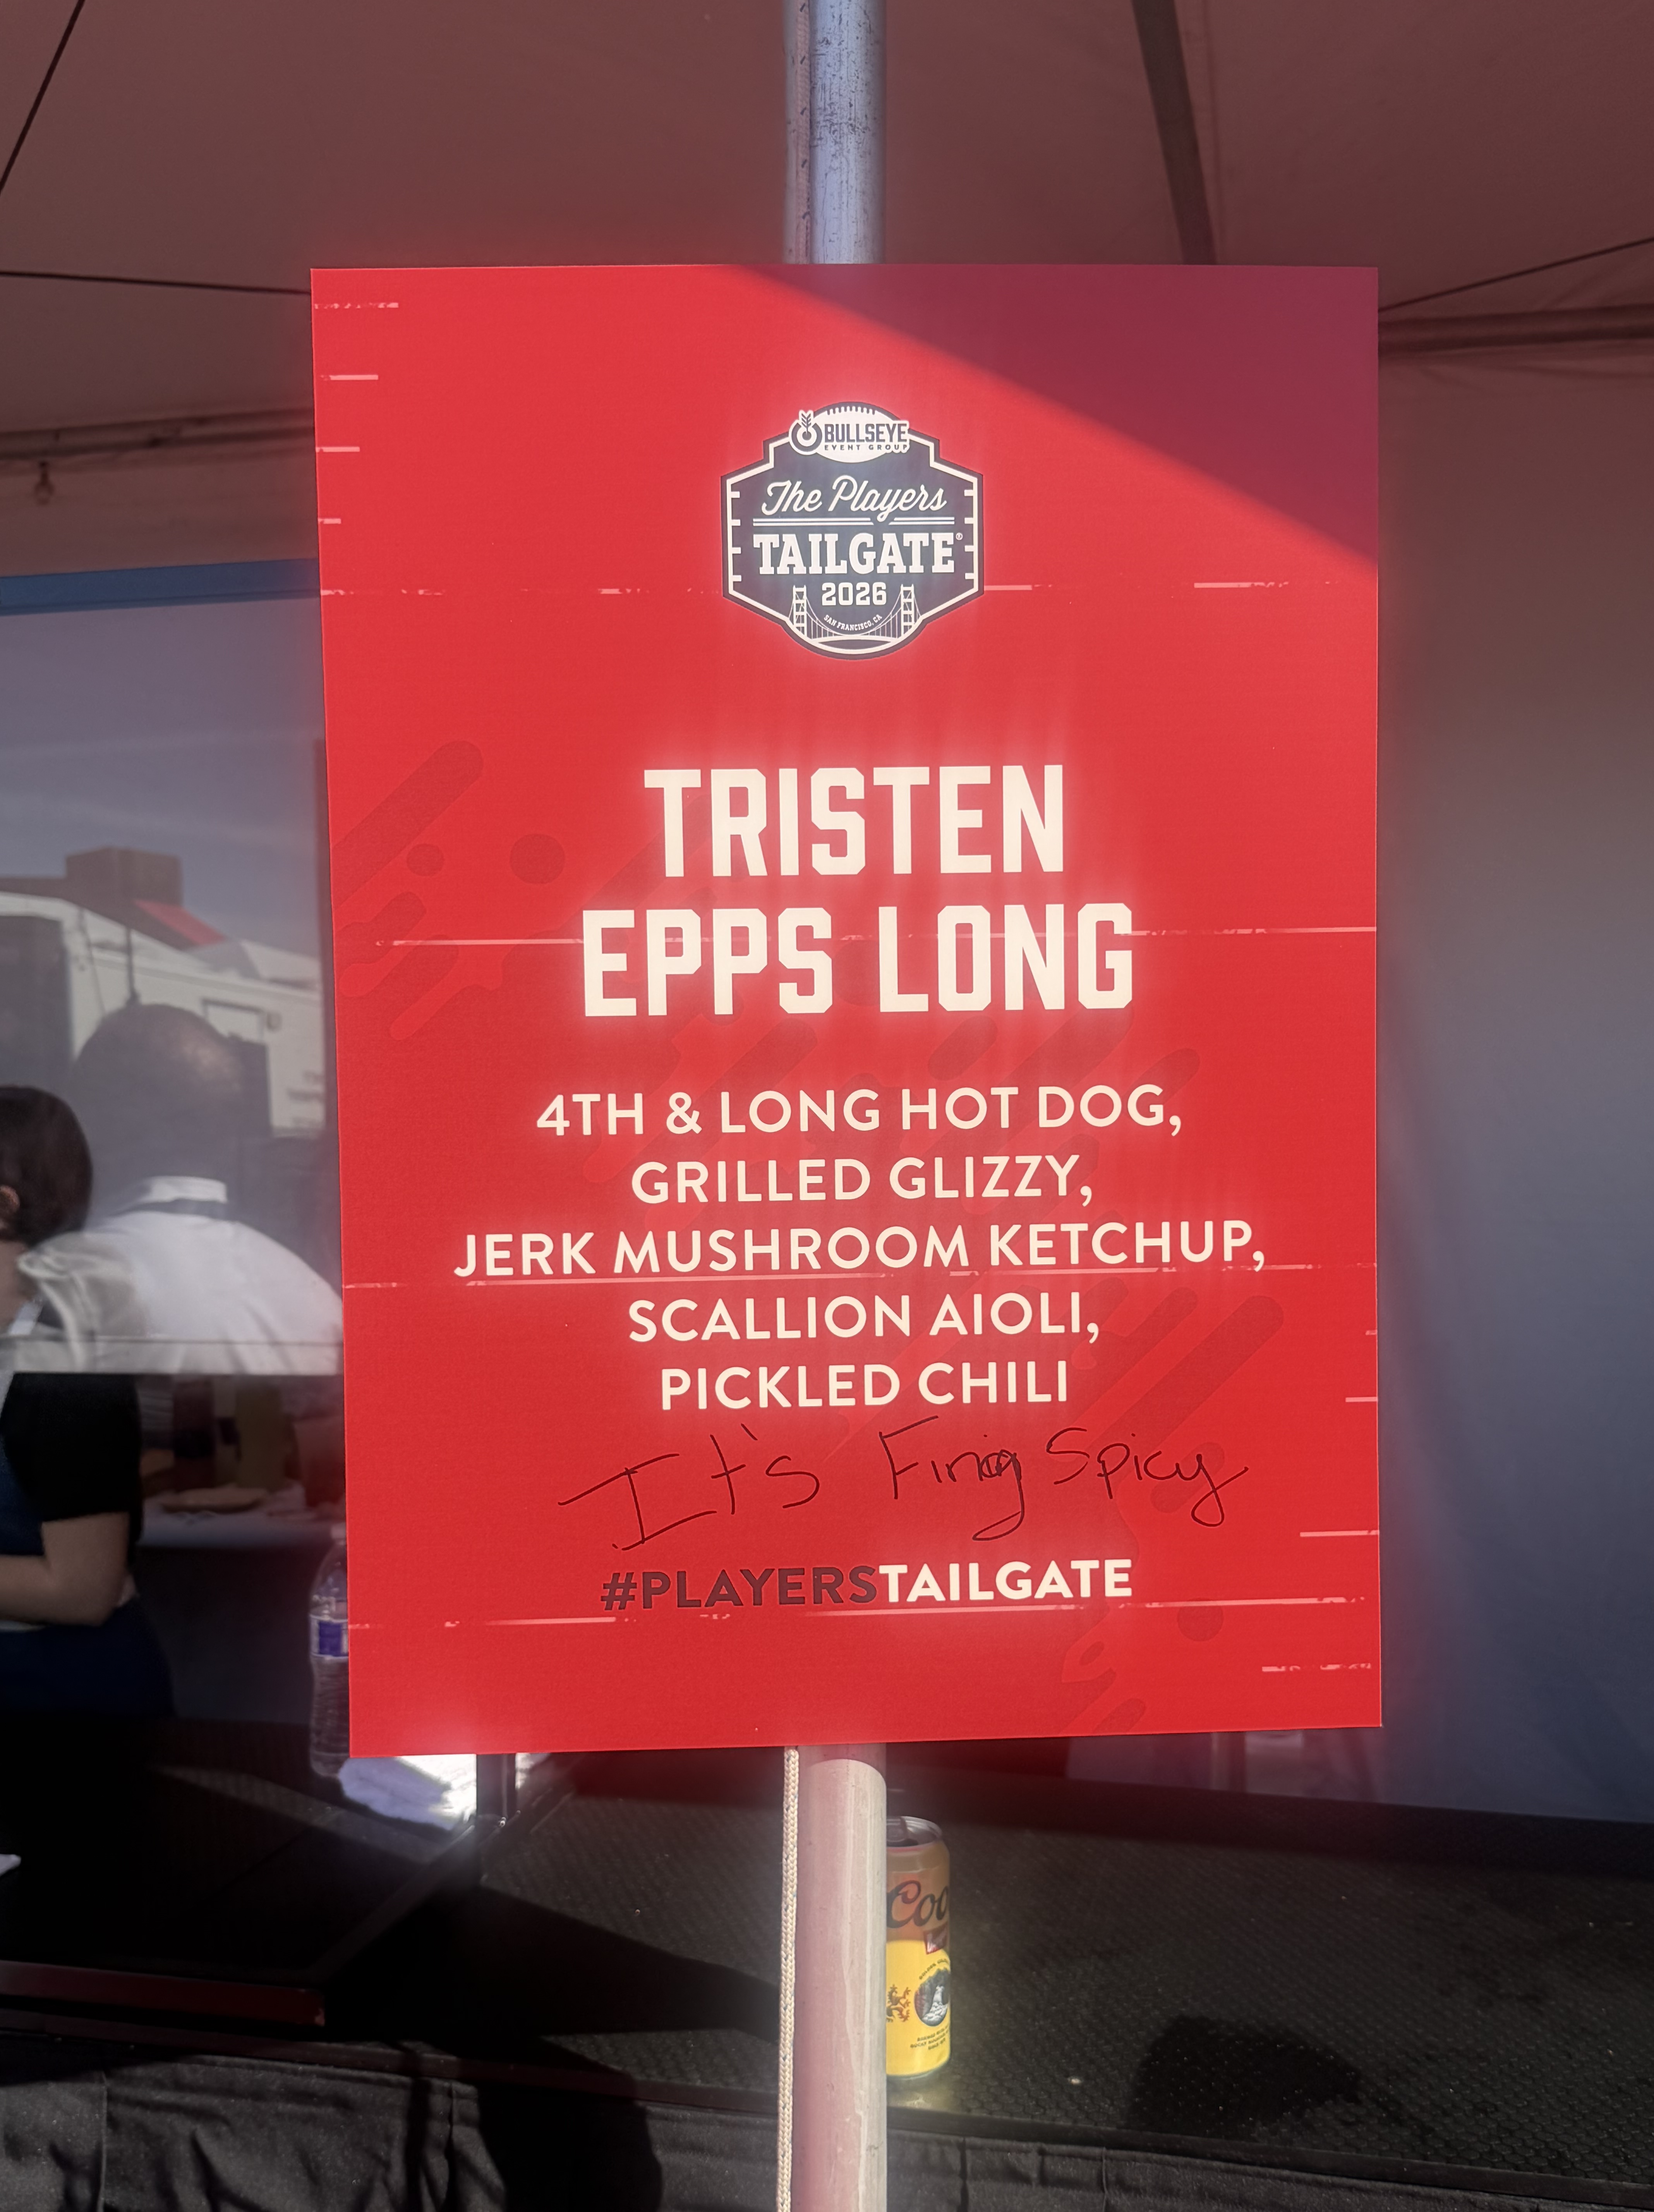 BULLSEYE
EVENT GROUP
The Players
TAILGATE®
2026
SAN FRANCISCO, CA
TRISTEN
EPPS LONG
4TH & LONG HOT DOG,
GRILLED GLIZZY,
JERK MUSHROOM KETCHUP,
SCALLION AIOLI,
PICKLED CHILI
It's Spicy
#PLAYERSTAILGATE